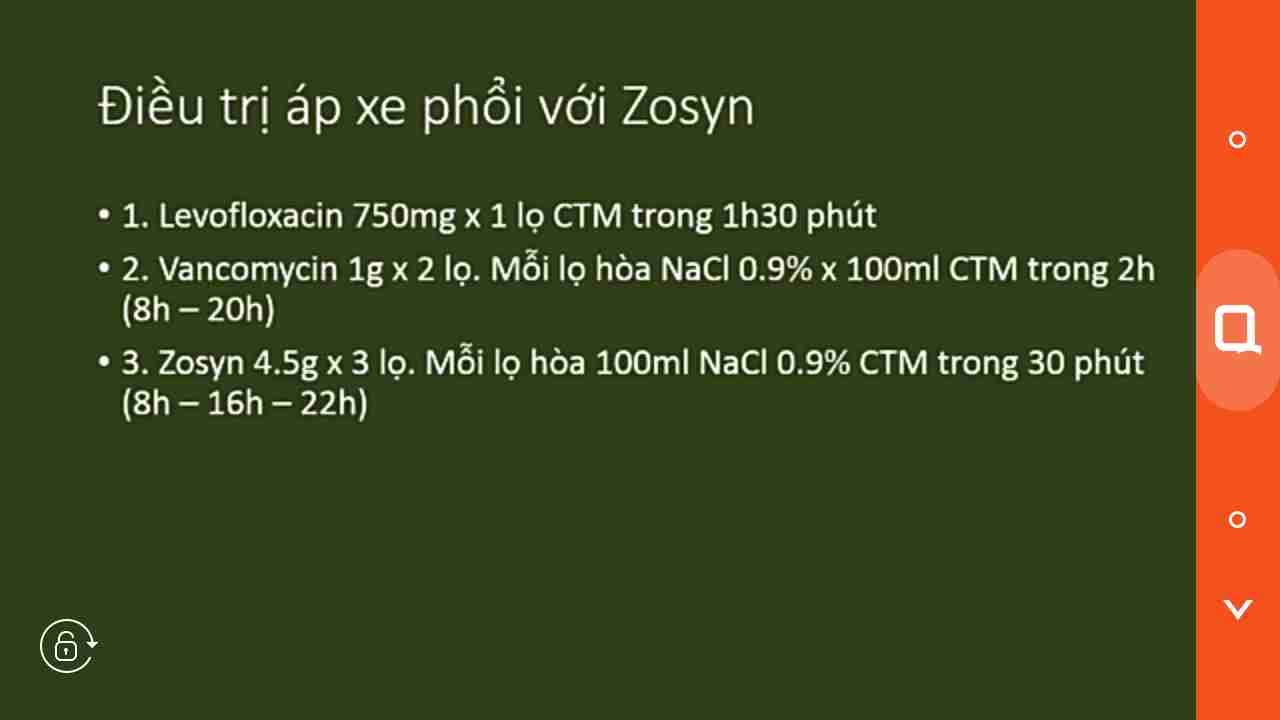 Điều trị áp xe phổi với Zosyn
• 1. Levofloxacin 750mg x 1 lọ CTM trong 1h30 phút
• 2. Vancomycin 1g x 2 lọ. Mỗi lọ hòa NaCl 0.9% x 100ml CTM trong 2h
(8h – 20h)
• 3. Zosyn 4.5g x 3 lọ. Mỗi lọ hòa 100ml NaCl 0.9% CTM trong 30 phút
(8h – 16h – 22h)